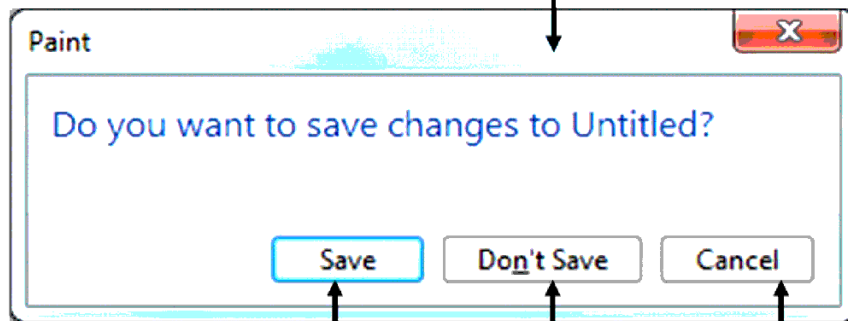 Paint
Do you want to save changes to Untitled?
Save
Don't Save
Cancel